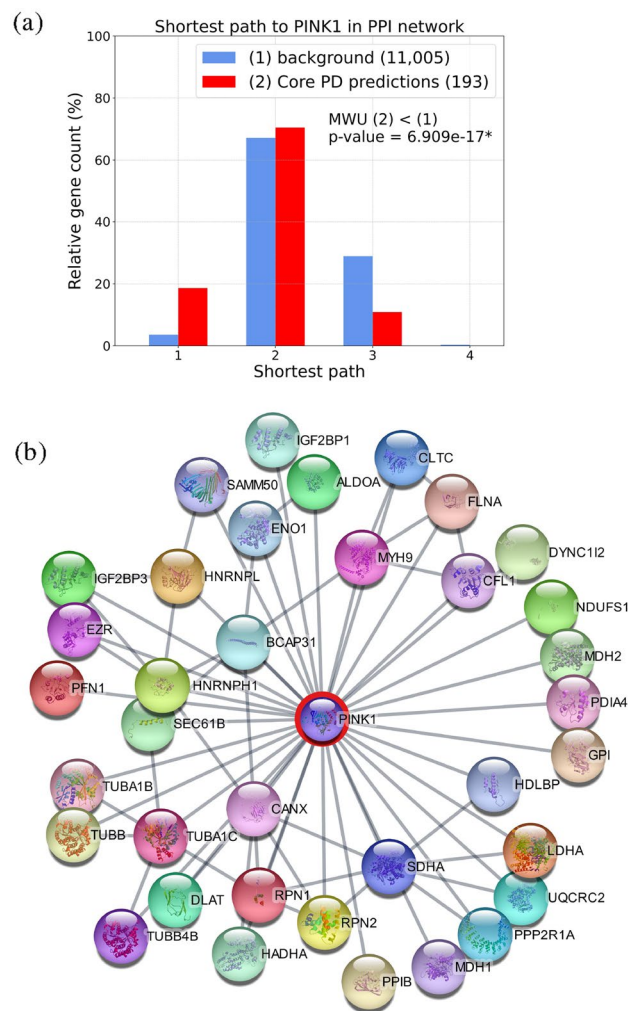 (a)
Shortest path to PINK1 in PPI network
100
80
60
40
20
0
Relative gene count (%)
(1) background (11,005)
(2) Core PD predictions (193)
MWU (2) < (1)
p-value = 6.909e-17*
1 2 3 4
Shortest path
(b)
IGF2BP1
CLTC
SAMM50
ALDOA
FLNA
ENO1
MYH9
DYNC1I2
IGF2BP3
HNRNPL
CFL1
NDUFS1
EZR
BCAP31
MDH2
PFN1
HNRNPH1
PDIA4
SEC61B
PINK1
GPI
TUBA1B
HDLBP
TUBB
TUBA1C
CANX
LDHA
SDHA
DLAT
RPN1
UQCRC2
TUBB4B
RPN2
PPP2R1A
HADHA
MDH1
PPIB